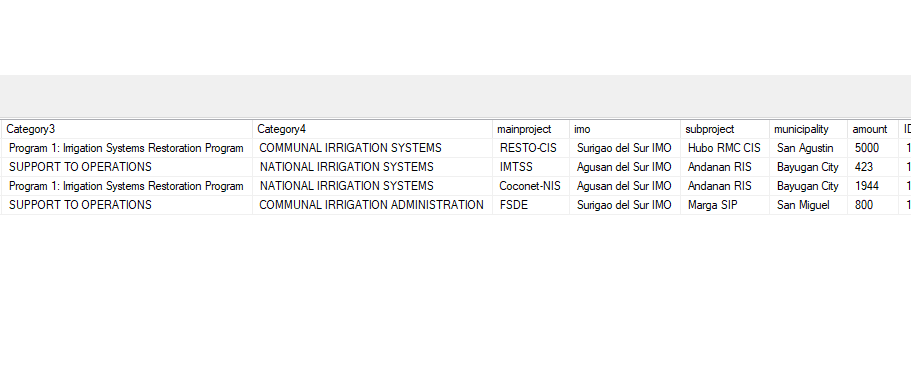 Category3 Category4 mainproject imo subproject municipality amount ID
Program 1: Irrigation Systems Restoration Program COMMUNAL IRRIGATION SYSTEMS RESTO-CIS Surigao del Sur IMO Hubo RMC CIS San Agustin 5000 1
SUPPORT TO OPERATIONS NATIONAL IRRIGATION SYSTEMS IMTSS Agusan del Sur IMO Andanan RIS Bayugan City 423 1
Program 1: Irrigation Systems Restoration Program NATIONAL IRRIGATION SYSTEMS Coconet-NIS Agusan del Sur IMO Andanan RIS Bayugan City 1944 1
SUPPORT TO OPERATIONS COMMUNAL IRRIGATION ADMINISTRATION FSDE Surigao del Sur IMO Marga SIP San Miguel 800 1